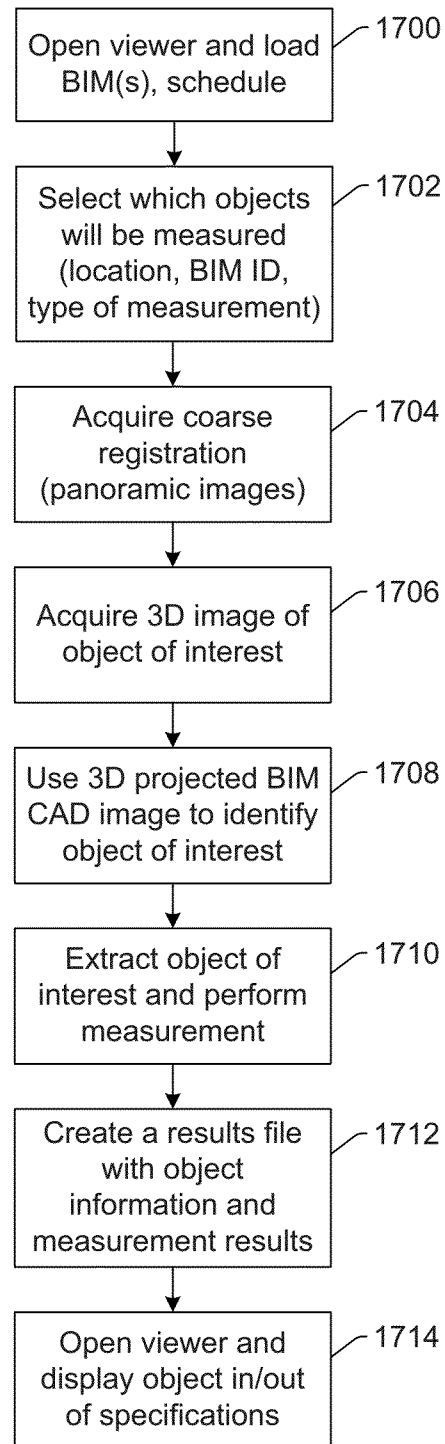 Open viewer and load
BIM(s), schedule
1700
Select which objects
will be measured
(location, BIM ID,
type of measurement)
1702
Acquire coarse
registration
(panoramic images)
1704
Acquire 3D image of
object of interest
1706
Use 3D projected BIM
CAD image to identify
object of interest
1708
Extract object of
interest and perform
measurement
1710
Create a results file
with object
information and
measurement results
1712
Open viewer and
display object in/out
of specifications
1714